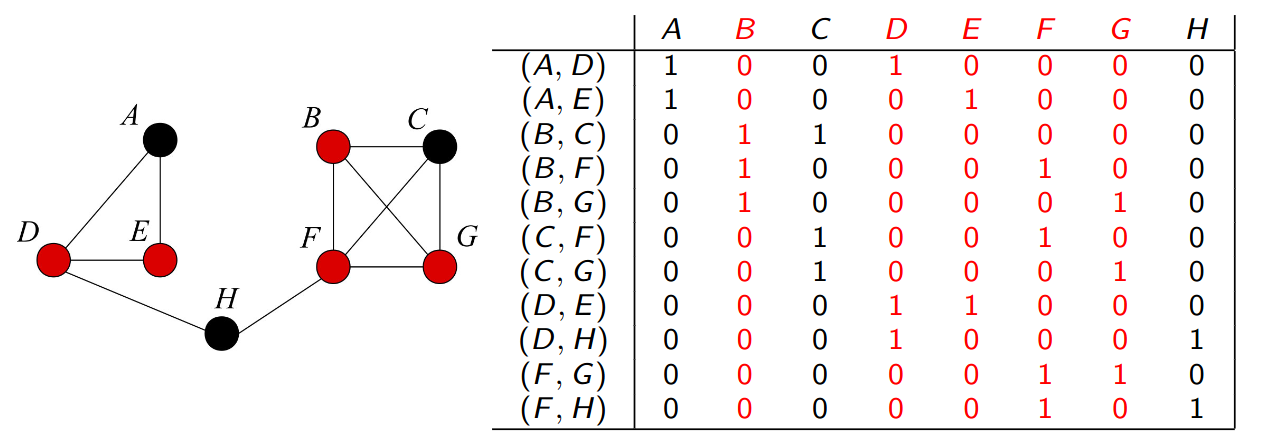 A
B
C
D
E
F
G
H
A B C D E F G H
(A, D) 1 0 0 1 0 0 0 0
(A, E) 1 0 0 0 1 0 0 0
(B, C) 0 1 1 0 0 0 0 0
(B, F) 0 1 0 0 0 1 0 0
(B, G) 0 1 0 0 0 0 1 0
(C, F) 0 0 1 0 0 1 0 0
(C, G) 0 0 1 0 0 0 1 0
(D, E) 0 0 0 1 1 0 0 0
(D, H) 0 0 0 1 0 0 0 1
(F, G) 0 0 0 0 0 1 1 0
(F, H) 0 0 0 0 0 1 0 1